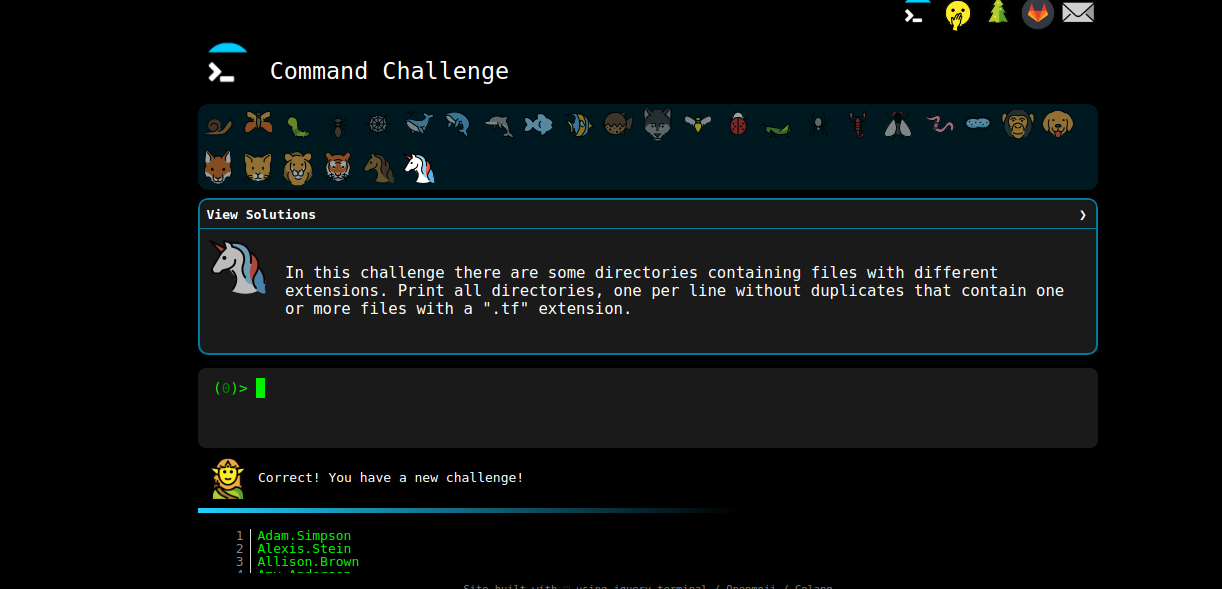 Command Challenge
View Solutions ❯
In this challenge there are some directories containing files with different
extensions. Print all directories, one per line without duplicates that contain one
or more files with a ".tf" extension.
(0)>
Correct! You have a new challenge!
1 Adam.Simpson
2 Alexis.Stein
3 Allison.Brown
4 Amy.Anderson
Site built with using jquery.terminal / Openmoji / Golang